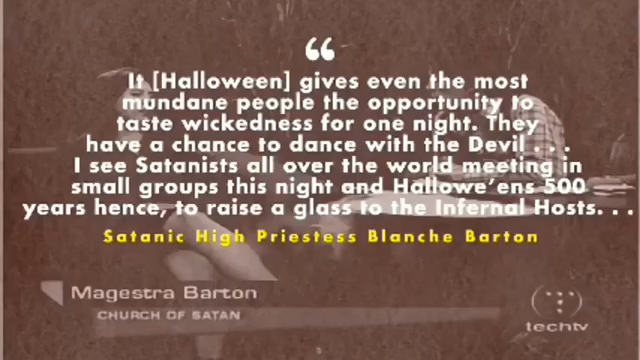 “
It [Halloween] gives even the most
mundane people the opportunity to
taste wickedness for one night. They
have a chance to dance with the Devil . . .
I see Satanists all over the world meeting in
small groups this night and Hallowe'ens 500
years hence, to raise a glass to the Infernal Hosts. . .
Satanic High Priestess Blanche Barton
Magestra Barton
CHURCH OF SATAN
techtv